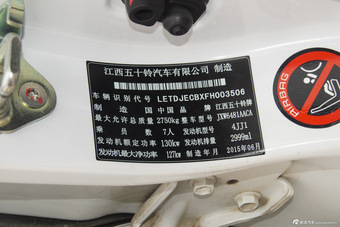 江西五十铃汽车有限公司 制造
车辆识别代号 LETDJECBXFH003506
制造国 中国 品牌 江西五十铃牌
最大允许总质量 2750kg 整车型号 JXW6481AACA
乘员数 7人 发动机型号 4JJ1
发动机额定功率 130kW 发动机排量 2999ml
发动机最大净功率 127kW 制造年月 2015年06月
AIRBAG